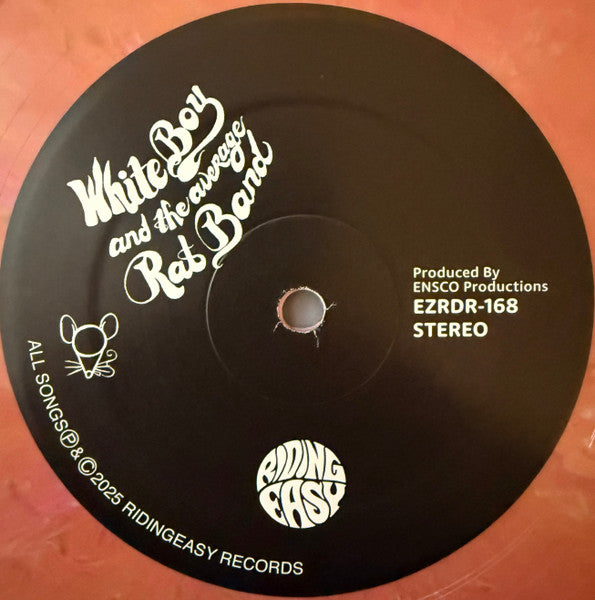 White Boy
and the average
Rat Band
Produced By
ENSCO Productions
EZRDR-168
STEREO
RIDING
EASY
ALL SONGS Ⓟ & Ⓒ 2025 RIDINGEASY RECORDS